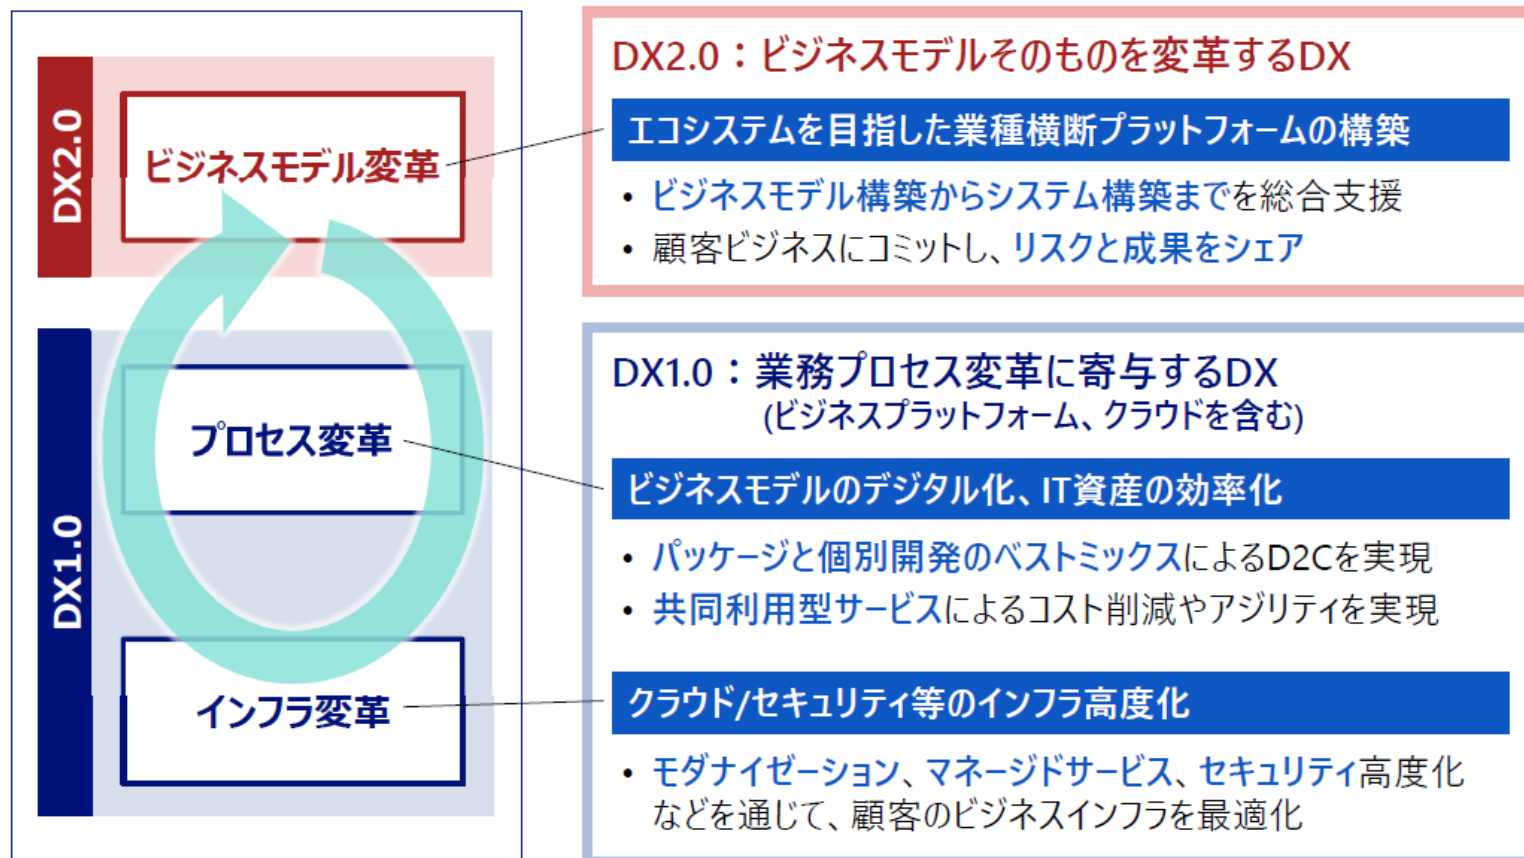 DX2.0
ビジネスモデル変革
DX1.0
プロセス変革
インフラ変革
DX2.0：ビジネスモデルそのものを変革するDX
エコシステムを目指した業種横断プラットフォームの構築
• ビジネスモデル構築からシステム構築までを総合支援
• 顧客ビジネスにコミットし、リスクと成果をシェア
DX1.0：業務プロセス変革に寄与するDX
(ビジネスプラットフォーム、クラウドを含む)
ビジネスモデルのデジタル化、IT資産の効率化
• パッケージと個別開発のベストミックスによるD2Cを実現
• 共同利用型サービスによるコスト削減やアジリティを実現
クラウド/セキュリティ等のインフラ高度化
• モダナイゼーション、マネージドサービス、セキュリティ高度化
などを通じて、顧客のビジネスインフラを最適化